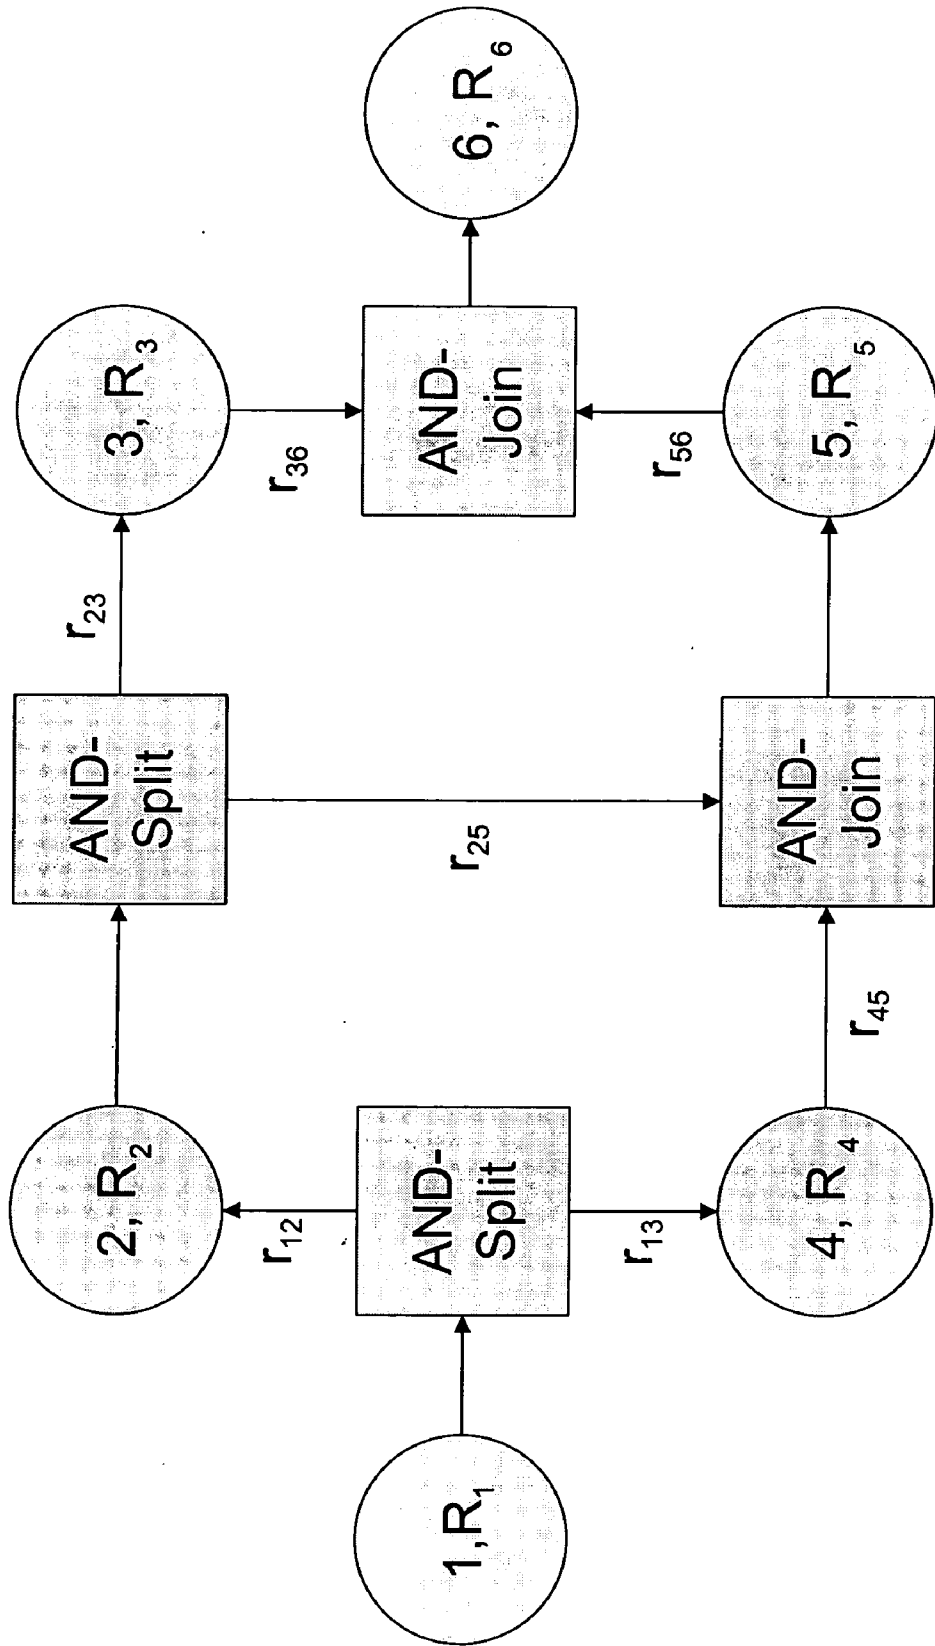 2, R2
AND-
Split
r23
3, R3
r12
r36
1,R1
AND-
Split
r25
AND-
Join
6, R6
r13
r56
4, R4
AND-
Join
5, R5
r45